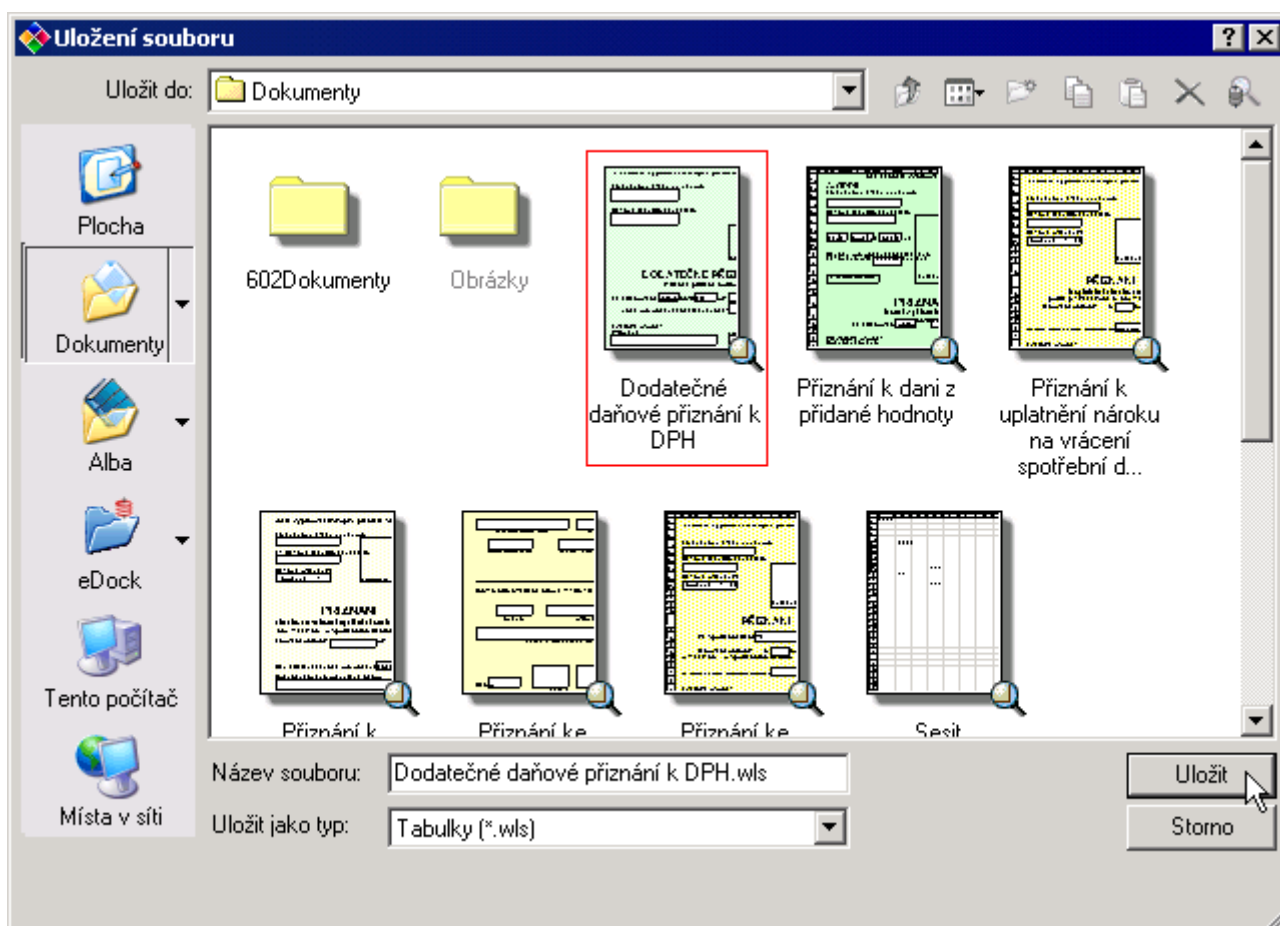 Uložení souboru
Uložit do:
Dokumenty
Plocha
Dokumenty
Alba
eDock
Tento počítač
Místa v síti
602Dokumenty
Obrázky
Dodatečné
daňové přiznání k
DPH
Přiznání k dani z
přidané hodnoty
Přiznání k
uplatnění nároku
na vrácení
spotřební d...
Přiznání k
Přiznání ke
Přiznání ke
Sesit
Název souboru:
Dodatečné daňové přiznání k DPH.wls
Uložit
Uložit jako typ:
Tabulky (*.wls)
Storno